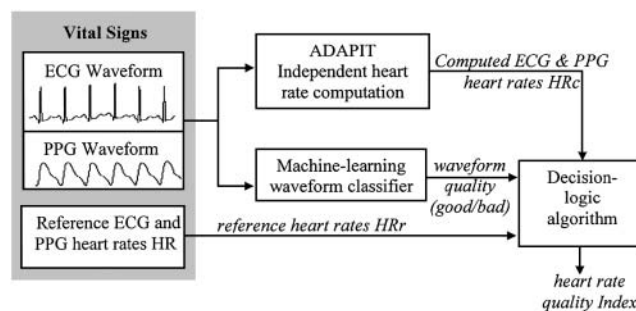 Vital Signs
ECG Waveform
PPG Waveform
Reference ECG and
PPG heart rates HR
ADAPIT
Independent heart
rate computation
Machine-learning
waveform classifier
Computed ECG & PPG
heart rates HRc
waveform
quality
(good/bad)
reference heart rates HRr
Decision-
logic
algorithm
heart rate
quality Index